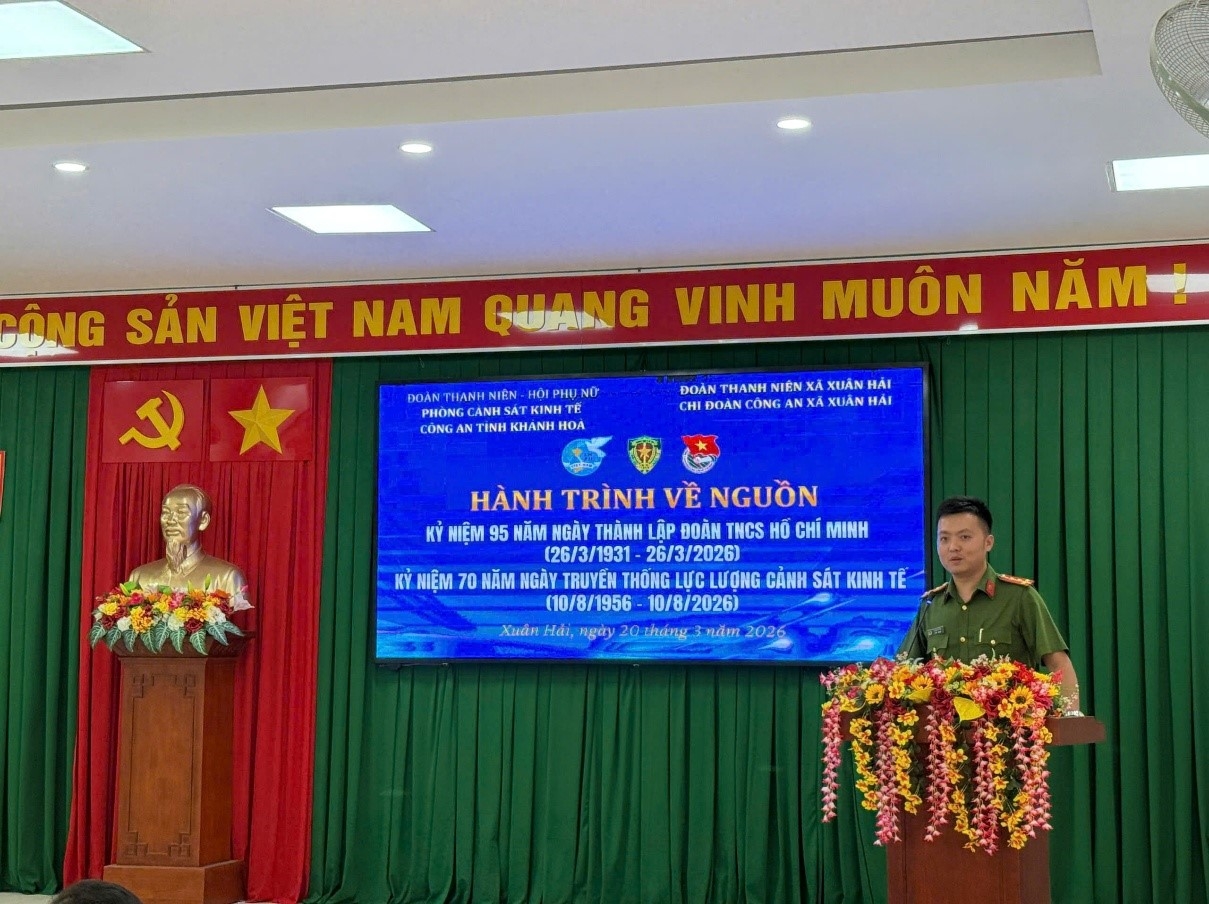 CỘNG SẢN VIỆT NAM QUANG VINH MUÔN NĂM !
ĐOÀN THANH NIÊN - HỘI PHỤ NỮ
PHÒNG CẢNH SÁT KINH TẾ
CÔNG AN TỈNH KHÁNH HOÀ
ĐOÀN THANH NIÊN XÃ XUÂN HẢI
CHI ĐOÀN CÔNG AN XÃ XUÂN HẢI
HÀNH TRÌNH VỀ NGUỒN
KỶ NIỆM 95 NĂM NGÀY THÀNH LẬP ĐOÀN TNCS HỒ CHÍ MINH
(26/3/1931 - 26/3/2026)
KỶ NIỆM 70 NĂM NGÀY TRUYỀN THỐNG LỰC LƯỢNG CẢNH SÁT KINH TẾ
(10/8/1956 - 10/8/2026)
Xuân Hải, ngày 20 tháng 3 năm 2026